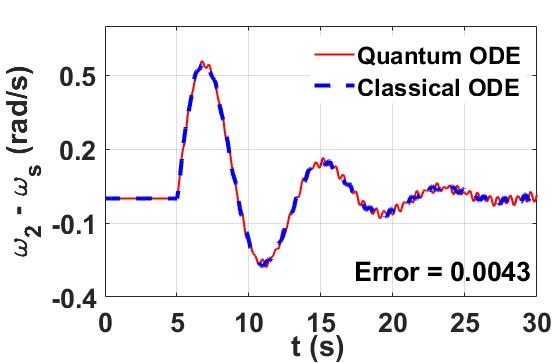 Quantum ODE
Classical ODE
ω2 - ωs (rad/s)
0.5
0.2
-0.1
-0.4
Error = 0.0043
0 5 10 15 20 25 30
t (s)